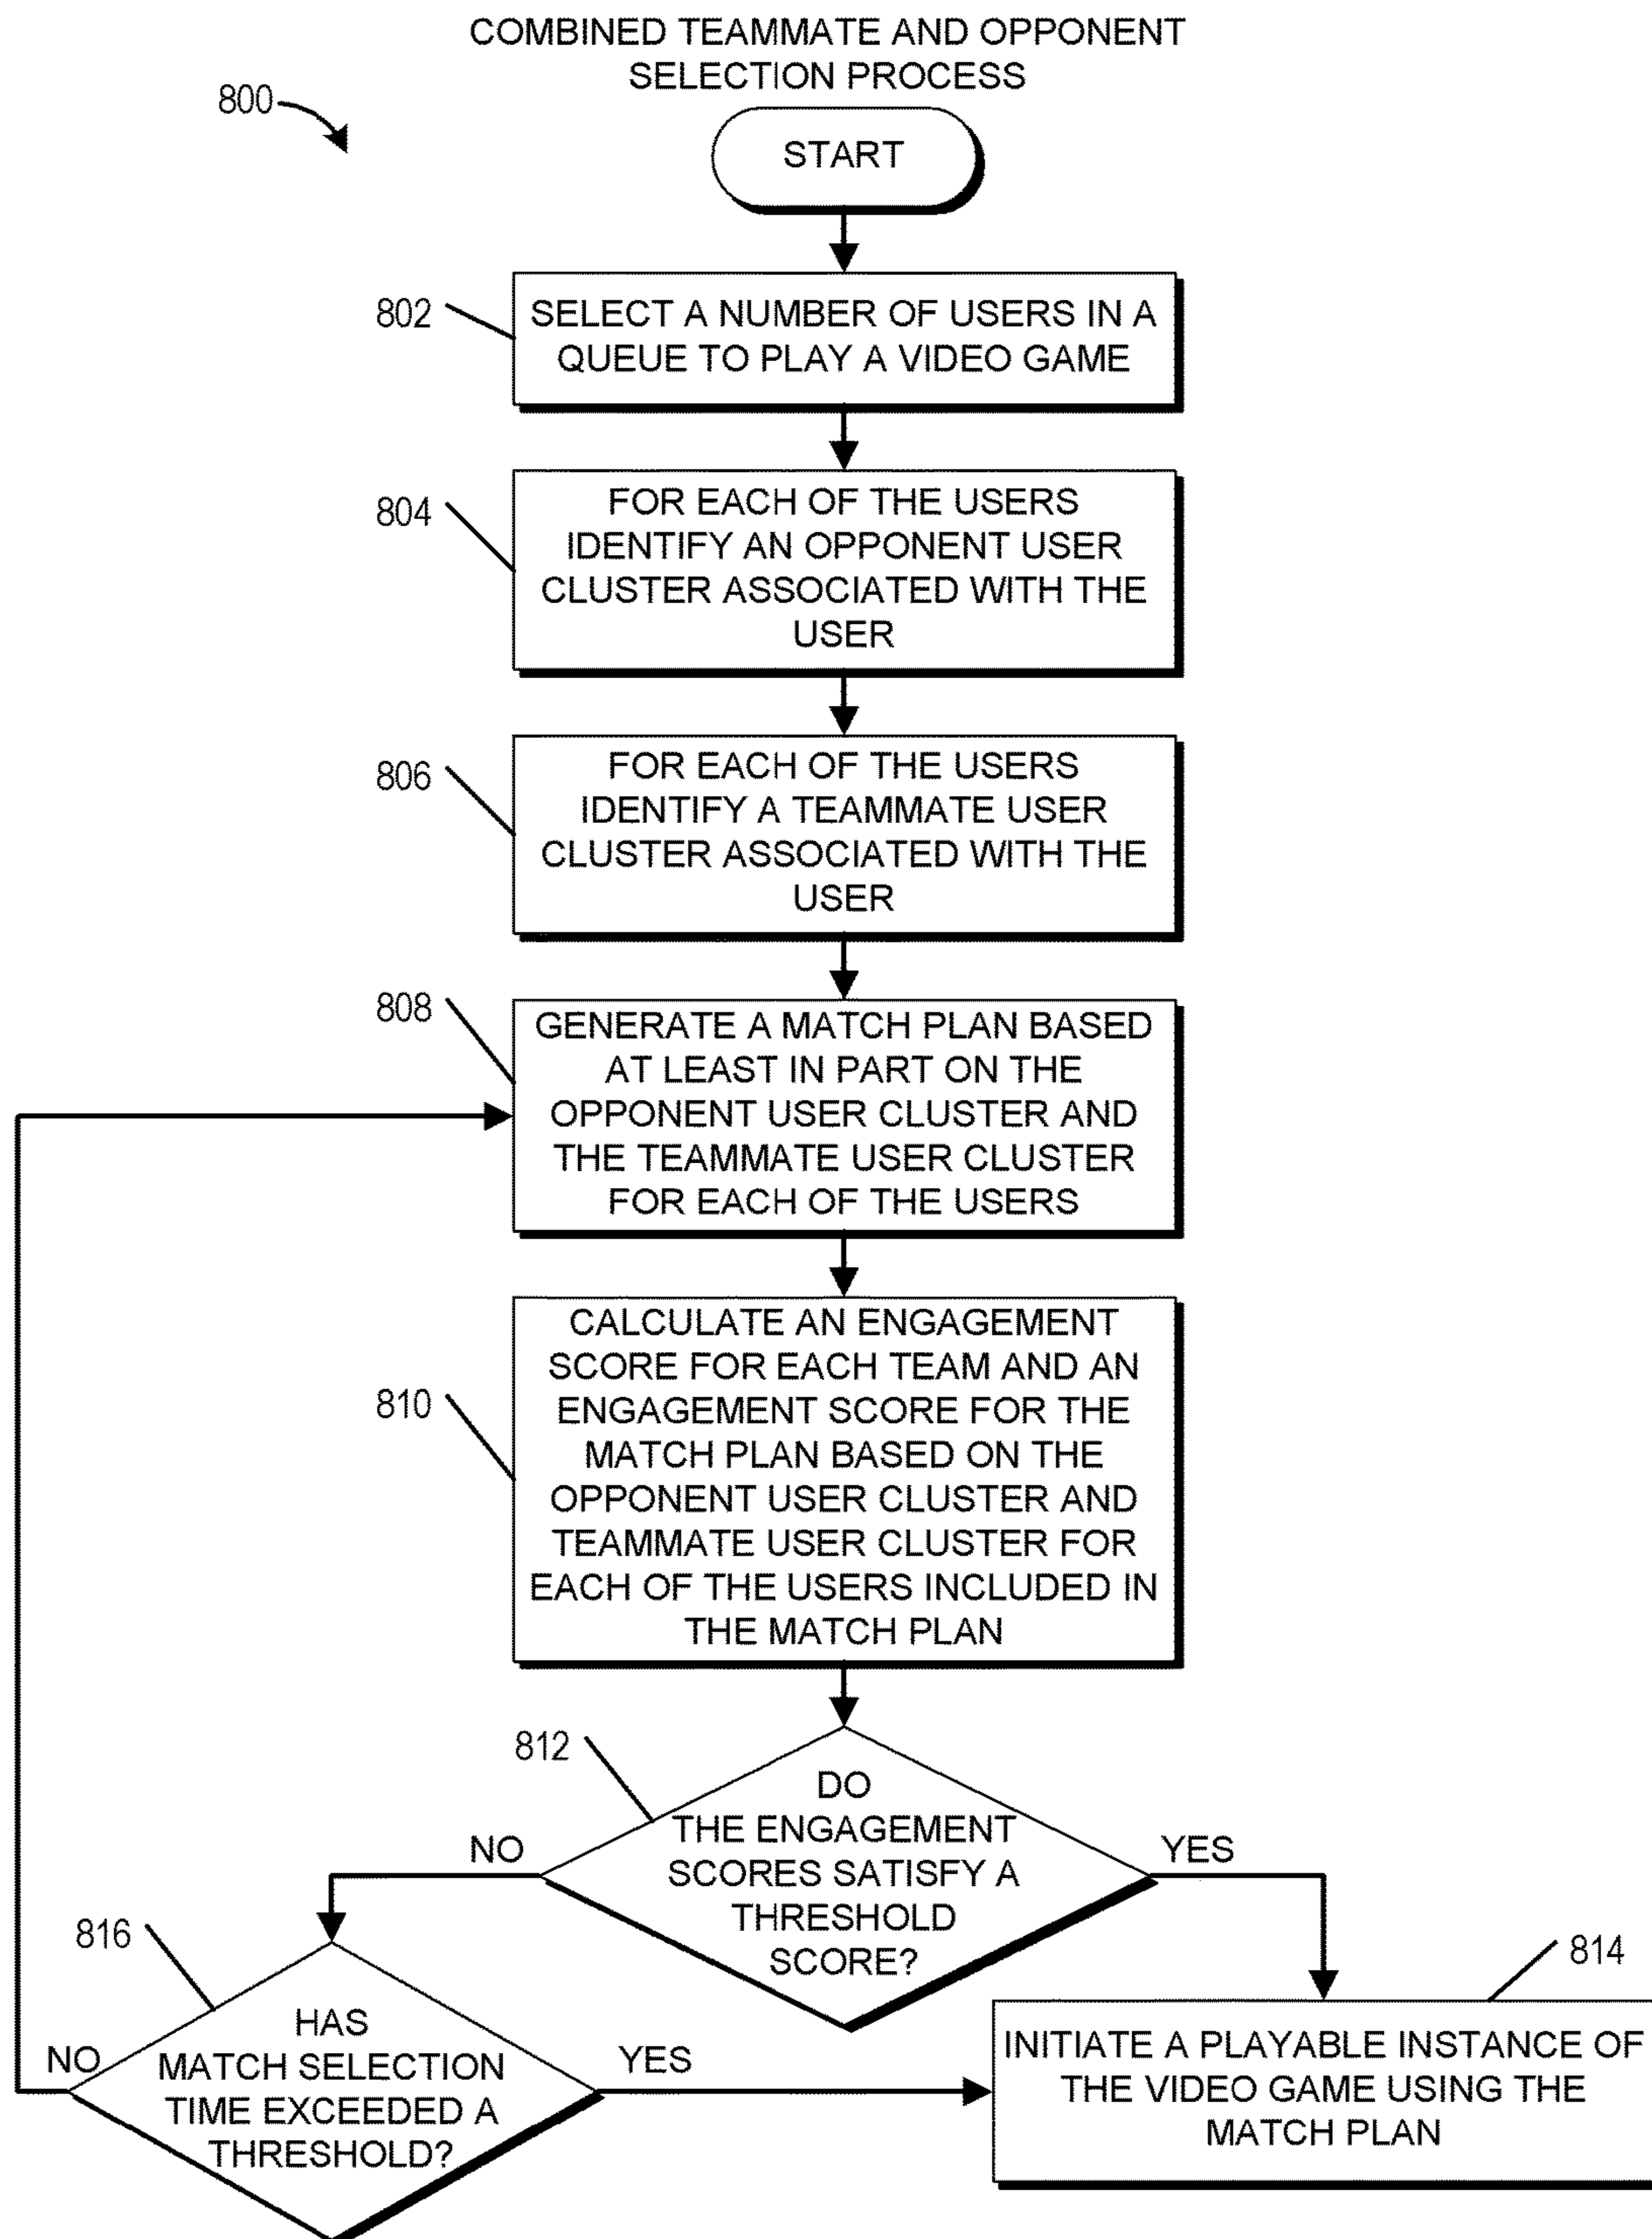 COMBINED TEAMMATE AND OPPONENT
SELECTION PROCESS
800
START
802
SELECT A NUMBER OF USERS IN A
QUEUE TO PLAY A VIDEO GAME
804
FOR EACH OF THE USERS
IDENTIFY AN OPPONENT USER
CLUSTER ASSOCIATED WITH THE
USER
806
FOR EACH OF THE USERS
IDENTIFY A TEAMMATE USER
CLUSTER ASSOCIATED WITH THE
USER
808
GENERATE A MATCH PLAN BASED
AT LEAST IN PART ON THE
OPPONENT USER CLUSTER AND
THE TEAMMATE USER CLUSTER
FOR EACH OF THE USERS
810
CALCULATE AN ENGAGEMENT
SCORE FOR EACH TEAM AND AN
ENGAGEMENT SCORE FOR THE
MATCH PLAN BASED ON THE
OPPONENT USER CLUSTER AND
TEAMMATE USER CLUSTER FOR
EACH OF THE USERS INCLUDED IN
THE MATCH PLAN
812
DO
THE ENGAGEMENT
SCORES SATISFY A
THRESHOLD
SCORE?
NO
YES
816
HAS
MATCH SELECTION
TIME EXCEEDED A
THRESHOLD?
NO
YES
814
INITIATE A PLAYABLE INSTANCE OF
THE VIDEO GAME USING THE
MATCH PLAN